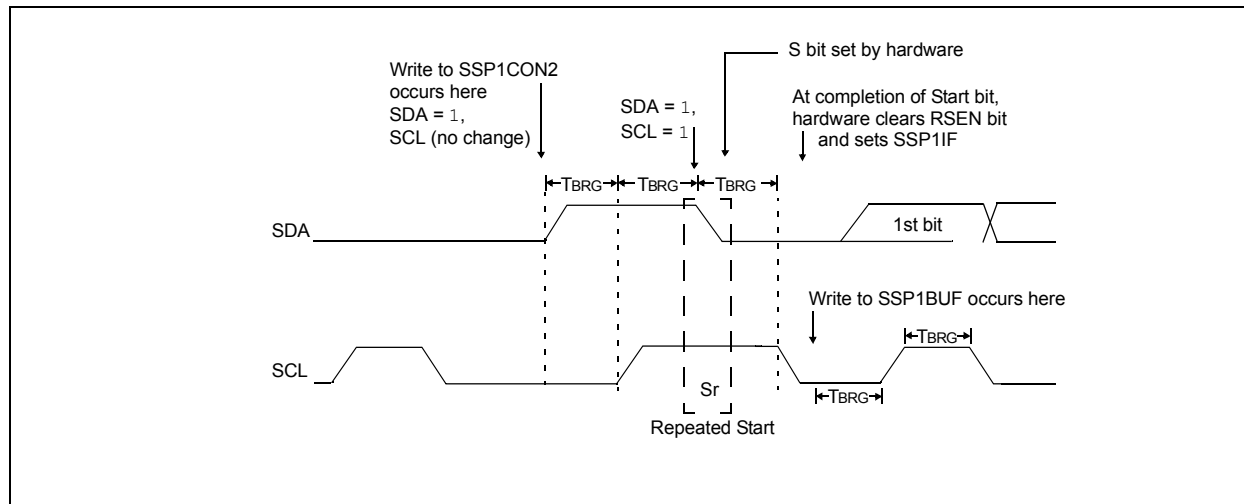 S bit set by hardware
Write to SSP1CON2
occurs here
SDA = 1,
SCL (no change)
SDA = 1,
SCL = 1
At completion of Start bit,
hardware clears RSEN bit
and sets SSP1IF
TBRG
TBRG
TBRG
SDA
1st bit
Write to SSP1BUF occurs here
TBRG
SCL
Sr
TBRG
Repeated Start